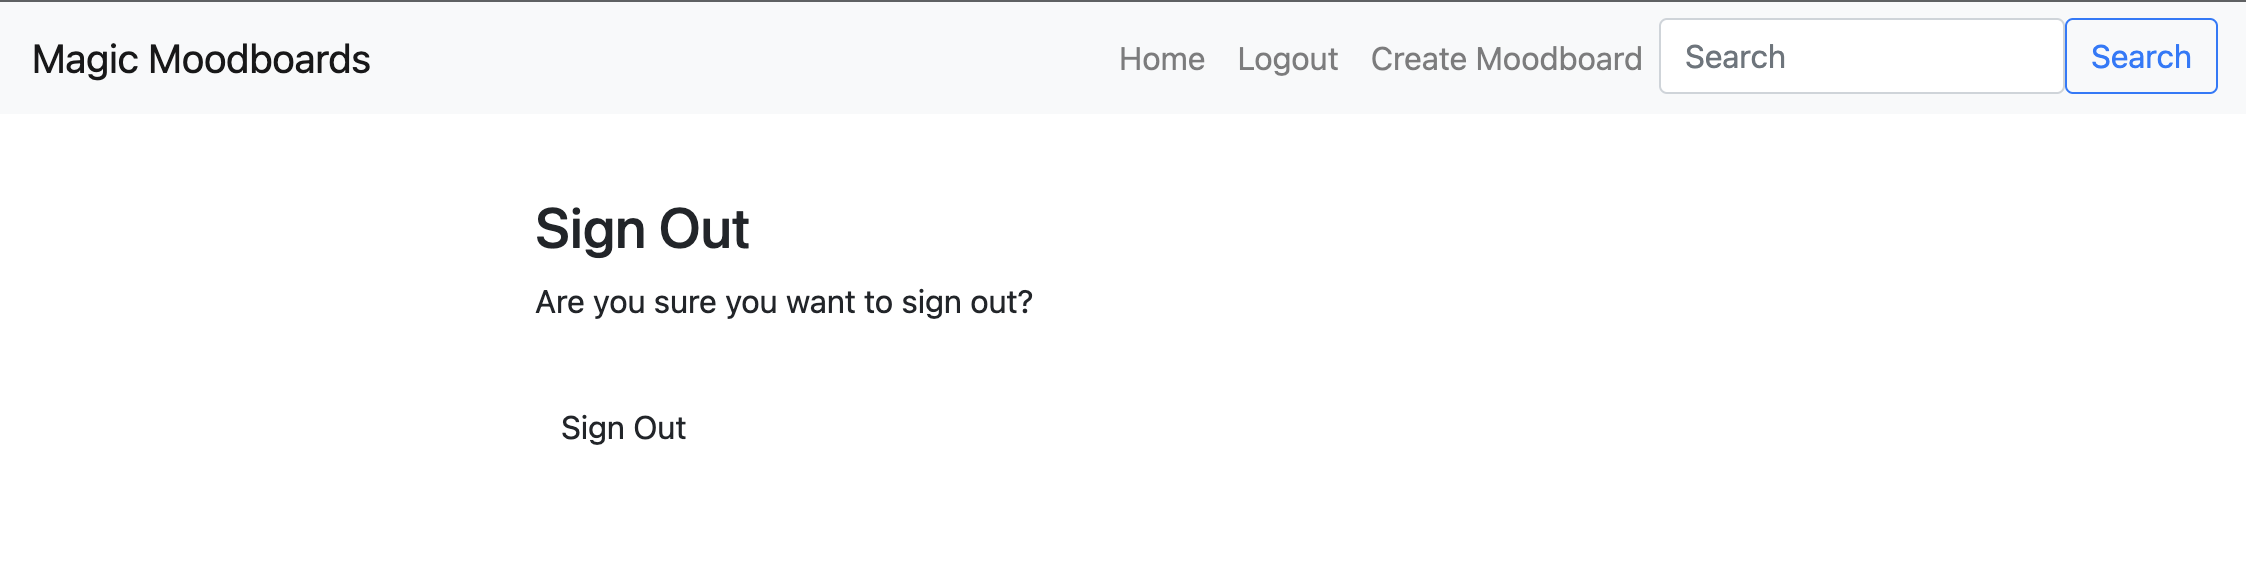 Magic Moodboards Home Logout Create Moodboard Search Search
Sign Out
Are you sure you want to sign out?
Sign Out